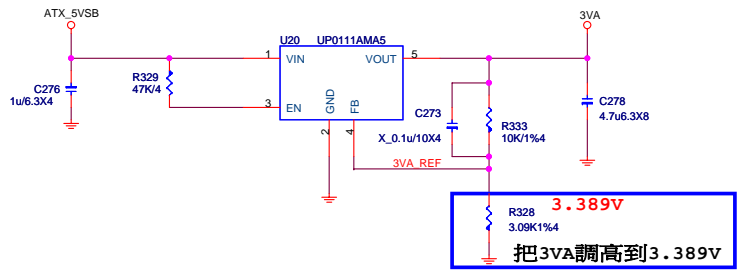 ATX_5VSB
3VA
U20 UP0111AMA5
1 VIN VOUT 5
C276
1u/6.3X4
R329
47K/4
3 EN
GND
FB
2
4
C273
X_0.1u/10X4
R333
10K/1%4
C278
4.7u6.3X8
3VA_REF
3.389V
R328
3.09K1%4
把3VA調高到3.389V